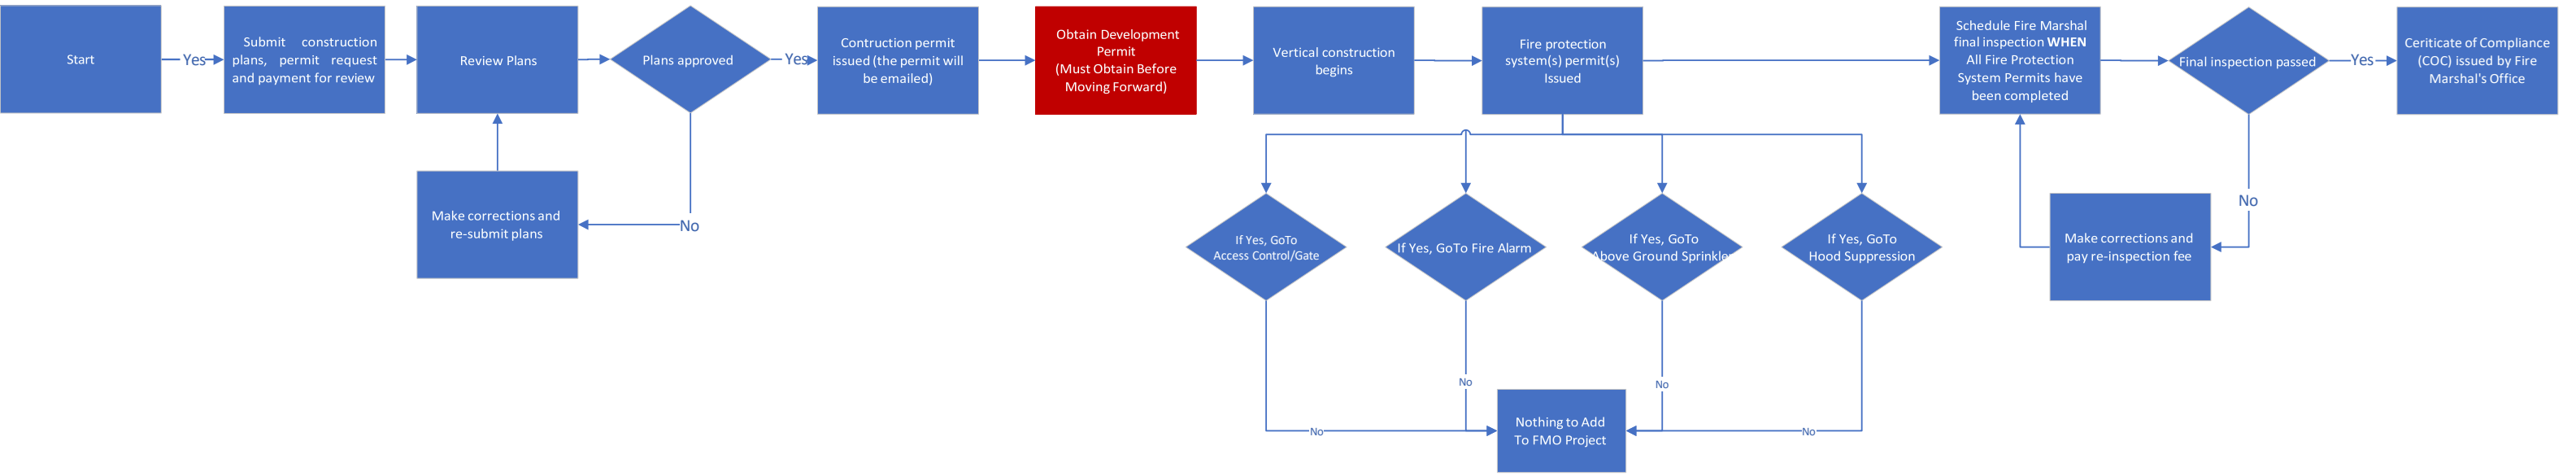 Start
Yes
Submit construction
plans, permit request
and payment for review
Review Plans
Plans approved
Yes
Contruction permit
issued (the permit will
be emailed)
Obtain Development
Permit
(Must Obtain Before
Moving Forward)
Vertical construction
begins
Fire protection
system(s) permit(s)
Issued
Schedule Fire Marshal
final inspection WHEN
All Fire Protection
System Permits have
been completed
Final inspection passed
Yes
Ceriticate of Compliance
(COC) issued by Fire
Marshal's Office
Make corrections and
re-submit plans
No
If Yes, GoTo
Access Control/Gate
If Yes, GoTo Fire Alarm
If Yes, GoTo
Above Ground Sprinkler
If Yes, GoTo
Hood Suppression
Make corrections and
pay re-inspection fee
No
No
No
No
No
Nothing to Add
To FMO Project